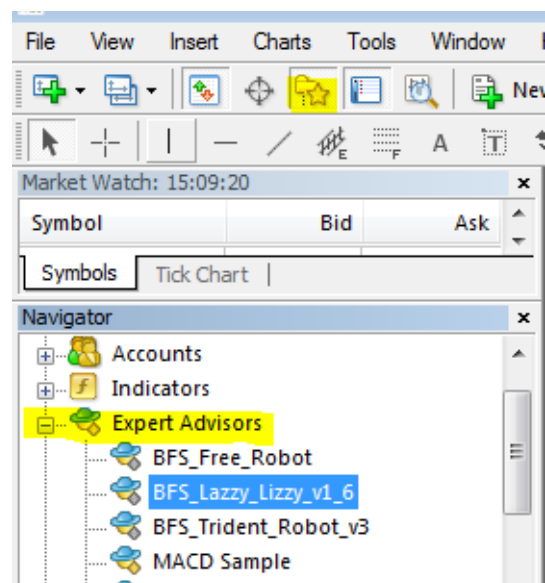 File View Insert Charts Tools Window
New
E F A T
Market Watch: 15:09:20 x
Symbol Bid Ask
Symbols Tick Chart
Navigator x
Accounts
f Indicators
Expert Advisors
BFS_Free_Robot
BFS_Lazzy_Lizzy_v1_6
BFS_Trident_Robot_v3
MACD Sample